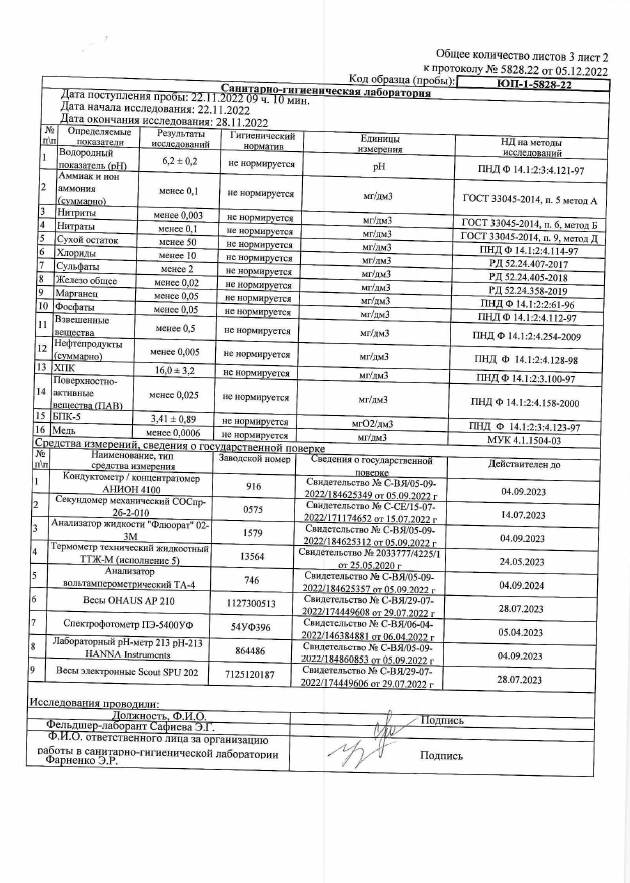 Общее количество листов 3 лист 2
к протоколу № 5828.22 от 05.12.2022
Код образца (пробы): ЮП-1-5828-22
Санитарно-гигиеническая лаборатория
Дата поступления пробы: 22.11.2022 09 ч. 10 мин.
Дата начала исследования: 22.11.2022
Дата окончания исследования: 28.11.2022
№ п\п Определяемые показатели Результаты исследований Гигиенический норматив Единицы измерения НД на методы исследований
1 Водородный показатель (рН) 6,2 ± 0,2 не нормируется рН ПНД Ф 14.1:2:3:4.121-97
2 Аммиак и ион аммония (суммарно) менее 0,1 не нормируется мг/дм3 ГОСТ 33045-2014, п. 5 метод А
3 Нитриты менее 0,003 не нормируется мг/дм3 ГОСТ 33045-2014, п. 6, метод Б
4 Нитраты менее 0,1 не нормируется мг/дм3 ГОСТ 33045-2014, п. 9, метод Д
5 Сухой остаток менее 50 не нормируется мг/дм3 ПНД Ф 14.1:2:4.114-97
6 Хлориды менее 10 не нормируется мг/дм3 РД 52.24.407-2017
7 Сульфаты менее 2 не нормируется мг/дм3 РД 52.24.405-2018
8 Железо общее менее 0,02 не нормируется мг/дм3 РД 52.24.358-2019
9 Марганец менее 0,05 не нормируется мг/дм3 ПНД Ф 14.1:2:2:61-96
10 Фосфаты менее 0,05 не нормируется мг/дм3 ПНД Ф 14.1:2:4.112-97
11 Взвешенные вещества менее 0,5 не нормируется мг/дм3 ПНД Ф 14.1:2:4.254-2009
12 Нефтепродукты (суммарно) менее 0,005 не нормируется мг/дм3 ПНД Ф 14.1:2:4.128-98
13 ХПК 16,0 ± 3,2 не нормируется мг/дм3 ПНД Ф 14.1:2:3.100-97
14 Поверхностно-активные вещества (ПАВ) менее 0,025 не нормируется мг/дм3 ПНД Ф 14.1:2:4.158-2000
15 БПК-5 3,41 ± 0,89 не нормируется мгО2/дм3 ПНД Ф 14.1:2:3:4.123-97
16 Медь менее 0,0006 не нормируется мг/дм3 МУК 4.1.1504-03
Средства измерений, сведения о государственной поверке
№ п\п Наименование, тип средства измерения Заводской номер Сведения о государственной поверке Действителен до
1 Кондуктометр / концентратомер АНИОН 4100 916 Свидетельство № С-ВЯ/05-09-2022/184625349 от 05.09.2022 г 04.09.2023
2 Секундомер механический СОСпр-2б-2-010 0575 Свидетельство № С-СЕ/15-07-2022/171174652 от 15.07.2022 г 14.07.2023
3 Анализатор жидкости "Флюорат" 02-3М 1579 Свидетельство № С-ВЯ/05-09-2022/184625312 от 05.09.2022 г 04.09.2023
4 Термометр технический жидкостный ТТЖ-М (исполнение 5) 13564 Свидетельство № 2033777/4225/1 от 25.05.2020 г 24.05.2023
5 Анализатор вольтамперометрический ТА-4 746 Свидетельство № С-ВЯ/05-09-2022/184625357 от 05.09.2022 г 04.09.2024
6 Весы OHAUS AP 210 1127300513 Свидетельство № С-ВЯ/29-07-2022/174449608 от 29.07.2022 г 28.07.2023
7 Спектрофотометр ПЭ-5400УФ 54УФ396 Свидетельство № С-ВЯ/06-04-2022/146384881 от 06.04.2022 г 05.04.2023
8 Лабораторный рН-метр 213 рН-213 HANNA Instruments 864486 Свидетельство № С-ВЯ/05-09-2022/184860853 от 05.09.2022 г 04.09.2023
9 Весы электронные Scout SPU 202 7125120187 Свидетельство № С-ВЯ/29-07-2022/174449606 от 29.07.2022 г 28.07.2023
Исследования проводили:
Должность, Ф.И.О. Подпись
Фельдшер-лаборант Сафиева Э.Г.
Ф.И.О. ответственного лица за организацию
работы в санитарно-гигиенической лаборатории Подпись
Фарненко Э.Р.